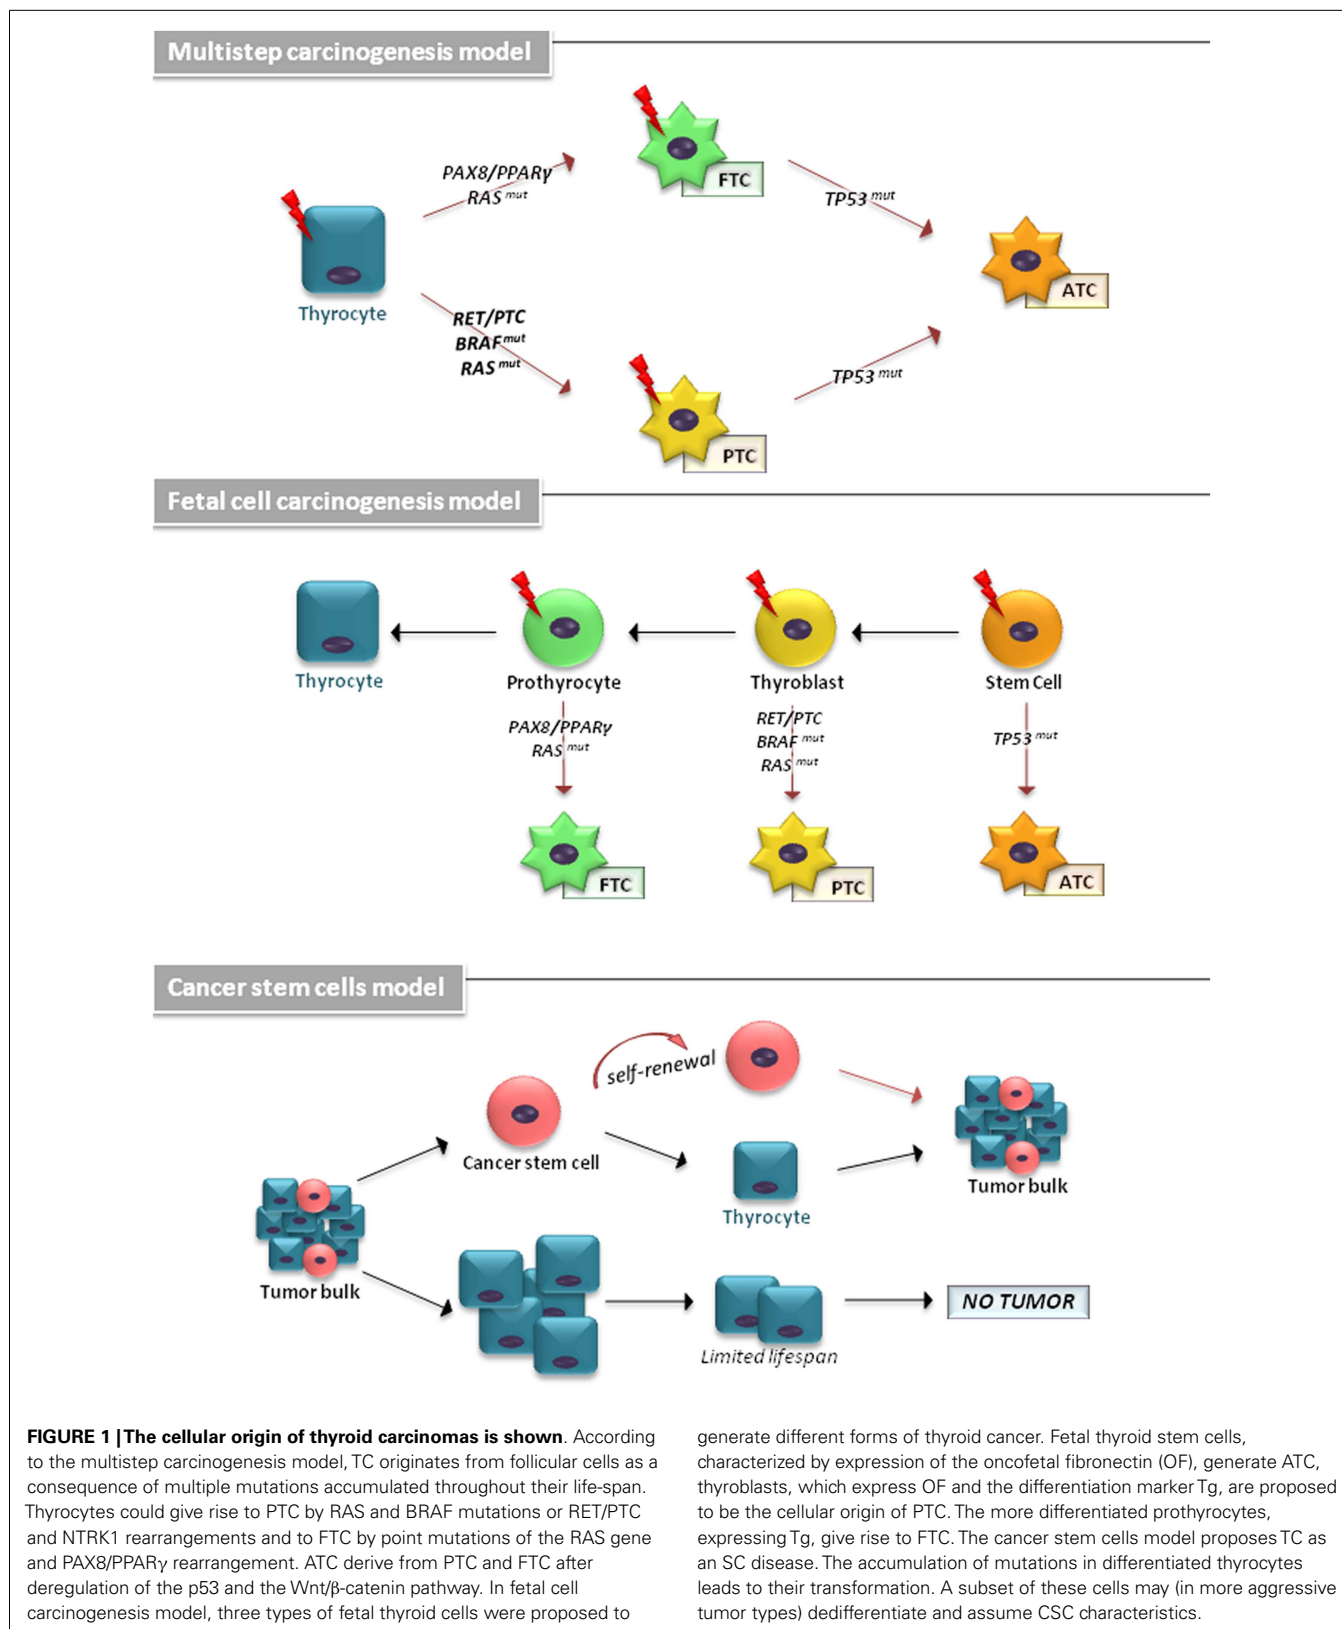 Multistep carcinogenesis model
PAX8/PPARγ
RAS mut
FTC
TP53 mut
Thyrocyte
ATC
RET/PTC
BRAF mut
RAS mut
TP53 mut
PTC
Fetal cell carcinogenesis model
Thyrocyte
Prothyrocyte
Thyroblast
Stem Cell
PAX8/PPARγ
RAS mut
RET/PTC
BRAF mut
RAS mut
TP53 mut
FTC
PTC
ATC
Cancer stem cells model
self-renewal
Cancer stem cell
Thyrocyte
Tumor bulk
Tumor bulk
Limited lifespan
NO TUMOR
FIGURE 1 | The cellular origin of thyroid carcinomas is shown. According
to the multistep carcinogenesis model, TC originates from follicular cells as a
consequence of multiple mutations accumulated throughout their life-span.
Thyrocytes could give rise to PTC by RAS and BRAF mutations or RET/PTC
and NTRK1 rearrangements and to FTC by point mutations of the RAS gene
and PAX8/PPARγ rearrangement. ATC derive from PTC and FTC after
deregulation of the p53 and the Wnt/β-catenin pathway. In fetal cell
carcinogenesis model, three types of fetal thyroid cells were proposed to
generate different forms of thyroid cancer. Fetal thyroid stem cells,
characterized by expression of the oncofetal fibronectin (OF), generate ATC,
thyroblasts, which express OF and the differentiation marker Tg, are proposed
to be the cellular origin of PTC. The more differentiated prothyrocytes,
expressing Tg, give rise to FTC. The cancer stem cells model proposes TC as
an SC disease. The accumulation of mutations in differentiated thyrocytes
leads to their transformation. A subset of these cells may (in more aggressive
tumor types) dedifferentiate and assume CSC characteristics.